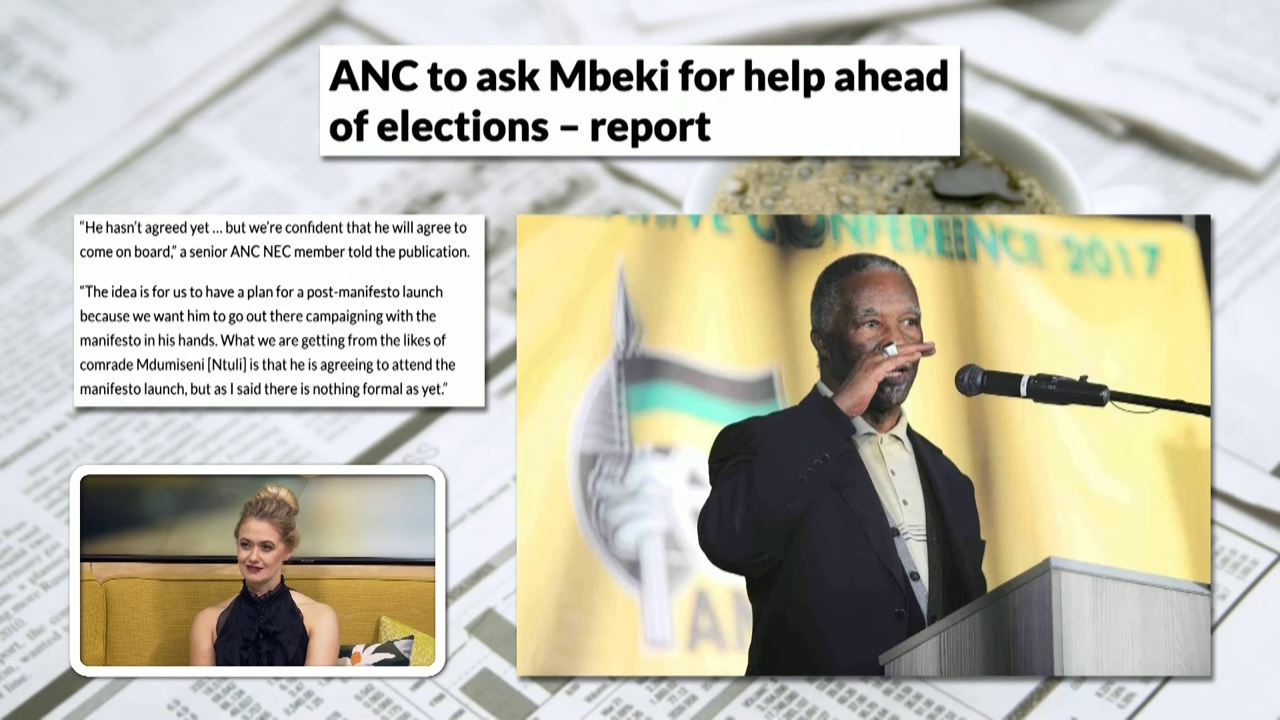 ANC to ask Mbeki for help ahead
of elections – report
“He hasn’t agreed yet ... but we’re confident that he will agree to
come on board,” a senior ANC NEC member told the publication.
“The idea is for us to have a plan for a post-manifesto launch
because we want him to go out there campaigning with the
manifesto in his hands. What we are getting from the likes of
comrade Mdumiseni [Ntuli] is that he is agreeing to attend the
manifesto launch, but as I said there is nothing formal as yet.”
CONFERENCE 2017